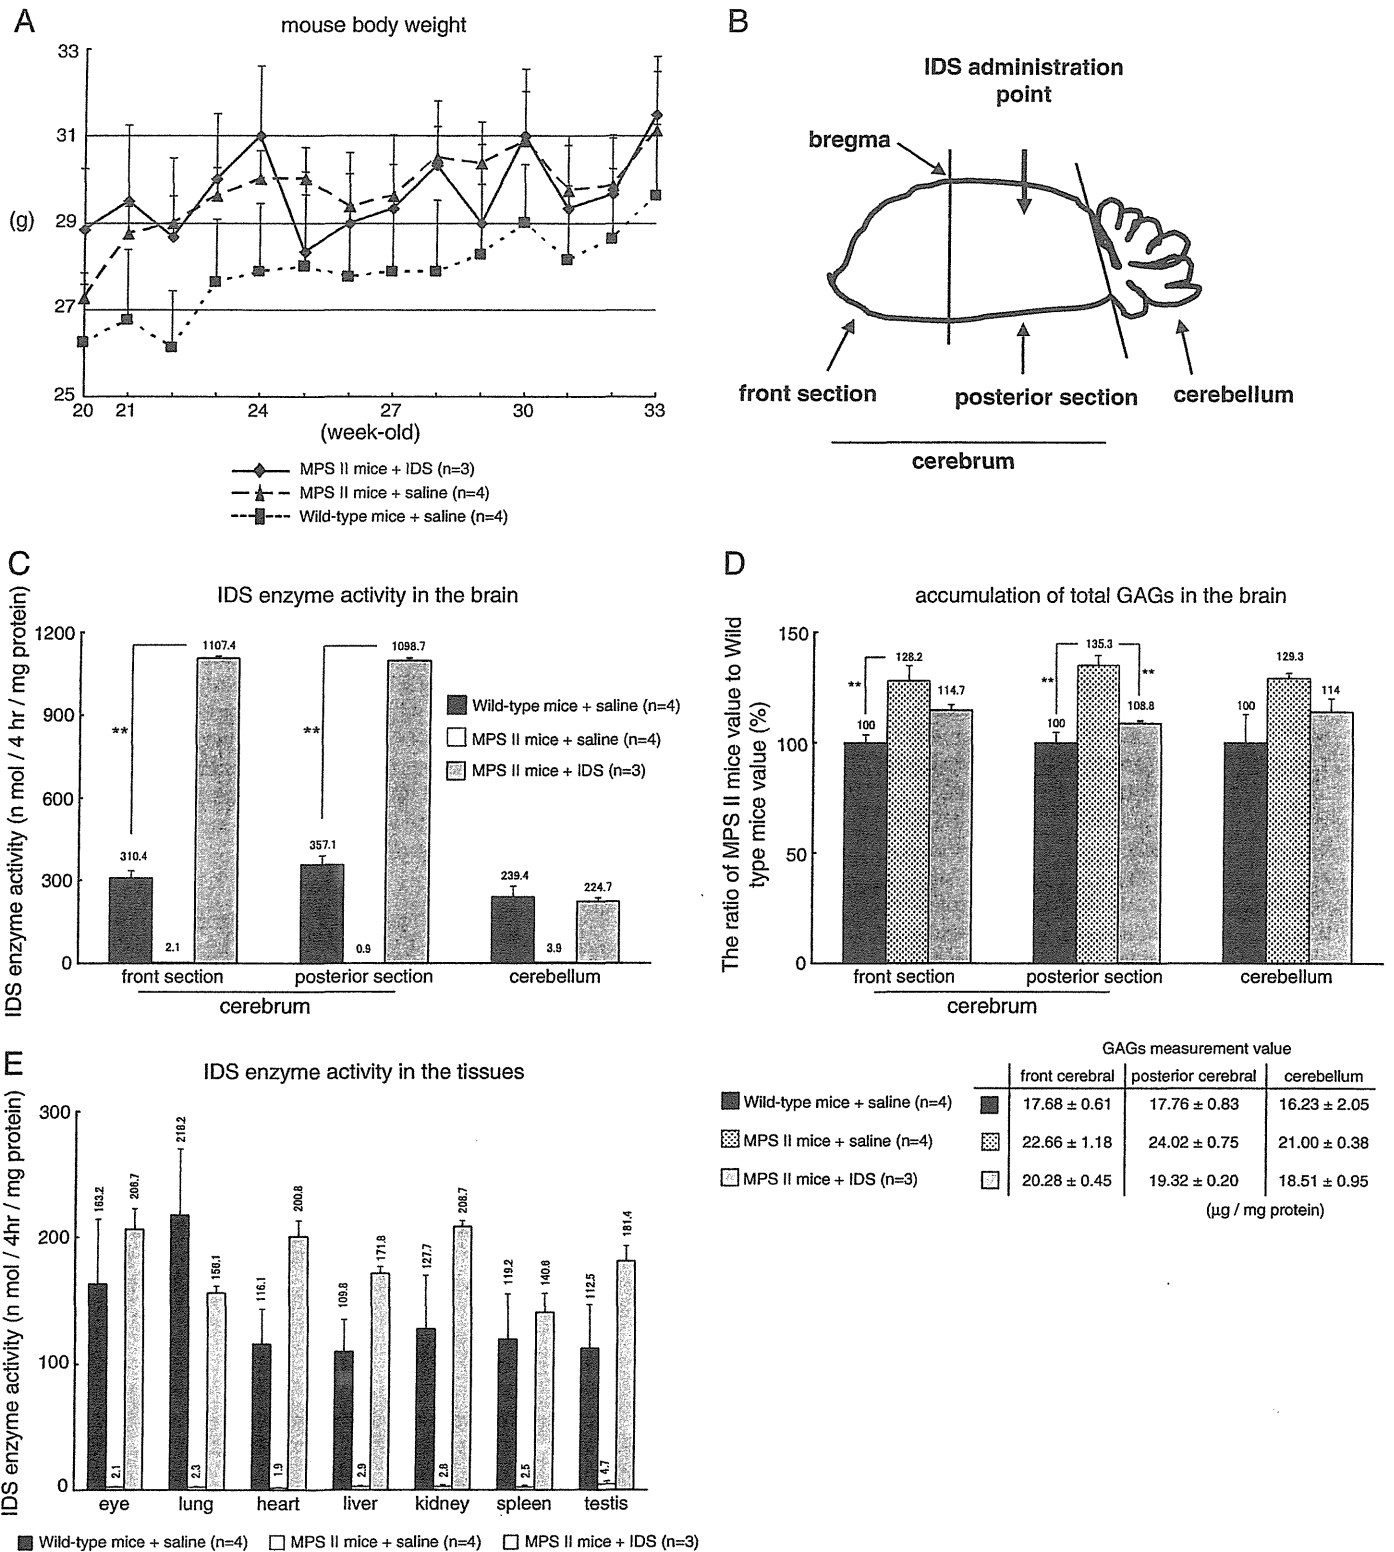 A
mouse body weight
33
31
(g)
29
27
25
20 21 24 27 30 33
(week-old)
MPS II mice + IDS (n=3)
MPS II mice + saline (n=4)
Wild-type mice + saline (n=4)
B
IDS administration
point
bregma
front section
posterior section
cerebellum
cerebrum
C
IDS enzyme activity in the brain
IDS enzyme activity (n mol / 4 hr / mg protein)
1200
900
600
300
0
310.4
2.1
1107.4
**
357.1
0.9
1098.7
**
239.4
3.9
224.7
Wild-type mice + saline (n=4)
MPS II mice + saline (n=4)
MPS II mice + IDS (n=3)
front section posterior section cerebellum
cerebrum
D
accumulation of total GAGs in the brain
The ratio of MPS II mice value to Wild
type mice value (%)
150
100
50
0
100
128.2
114.7
**
100
135.3
108.8
**
**
100
129.3
114
front section posterior section cerebellum
cerebrum
GAGs measurement value
front cerebral posterior cerebral cerebellum
Wild-type mice + saline (n=4) 17.68 ± 0.61 17.76 ± 0.83 16.23 ± 2.05
MPS II mice + saline (n=4) 22.66 ± 1.18 24.02 ± 0.75 21.00 ± 0.38
MPS II mice + IDS (n=3) 20.28 ± 0.45 19.32 ± 0.20 18.51 ± 0.95
(μg / mg protein)
E
IDS enzyme activity in the tissues
IDS enzyme activity (n mol / 4hr / mg protein)
300
200
100
0
163.2
2.1
206.7
218.2
2.3
156.1
116.1
1.9
200.8
109.8
2.9
171.8
127.7
2.8
208.7
119.2
2.5
140.8
112.5
4.7
181.4
eye lung heart liver kidney spleen testis
Wild-type mice + saline (n=4) MPS II mice + saline (n=4) MPS II mice + IDS (n=3)